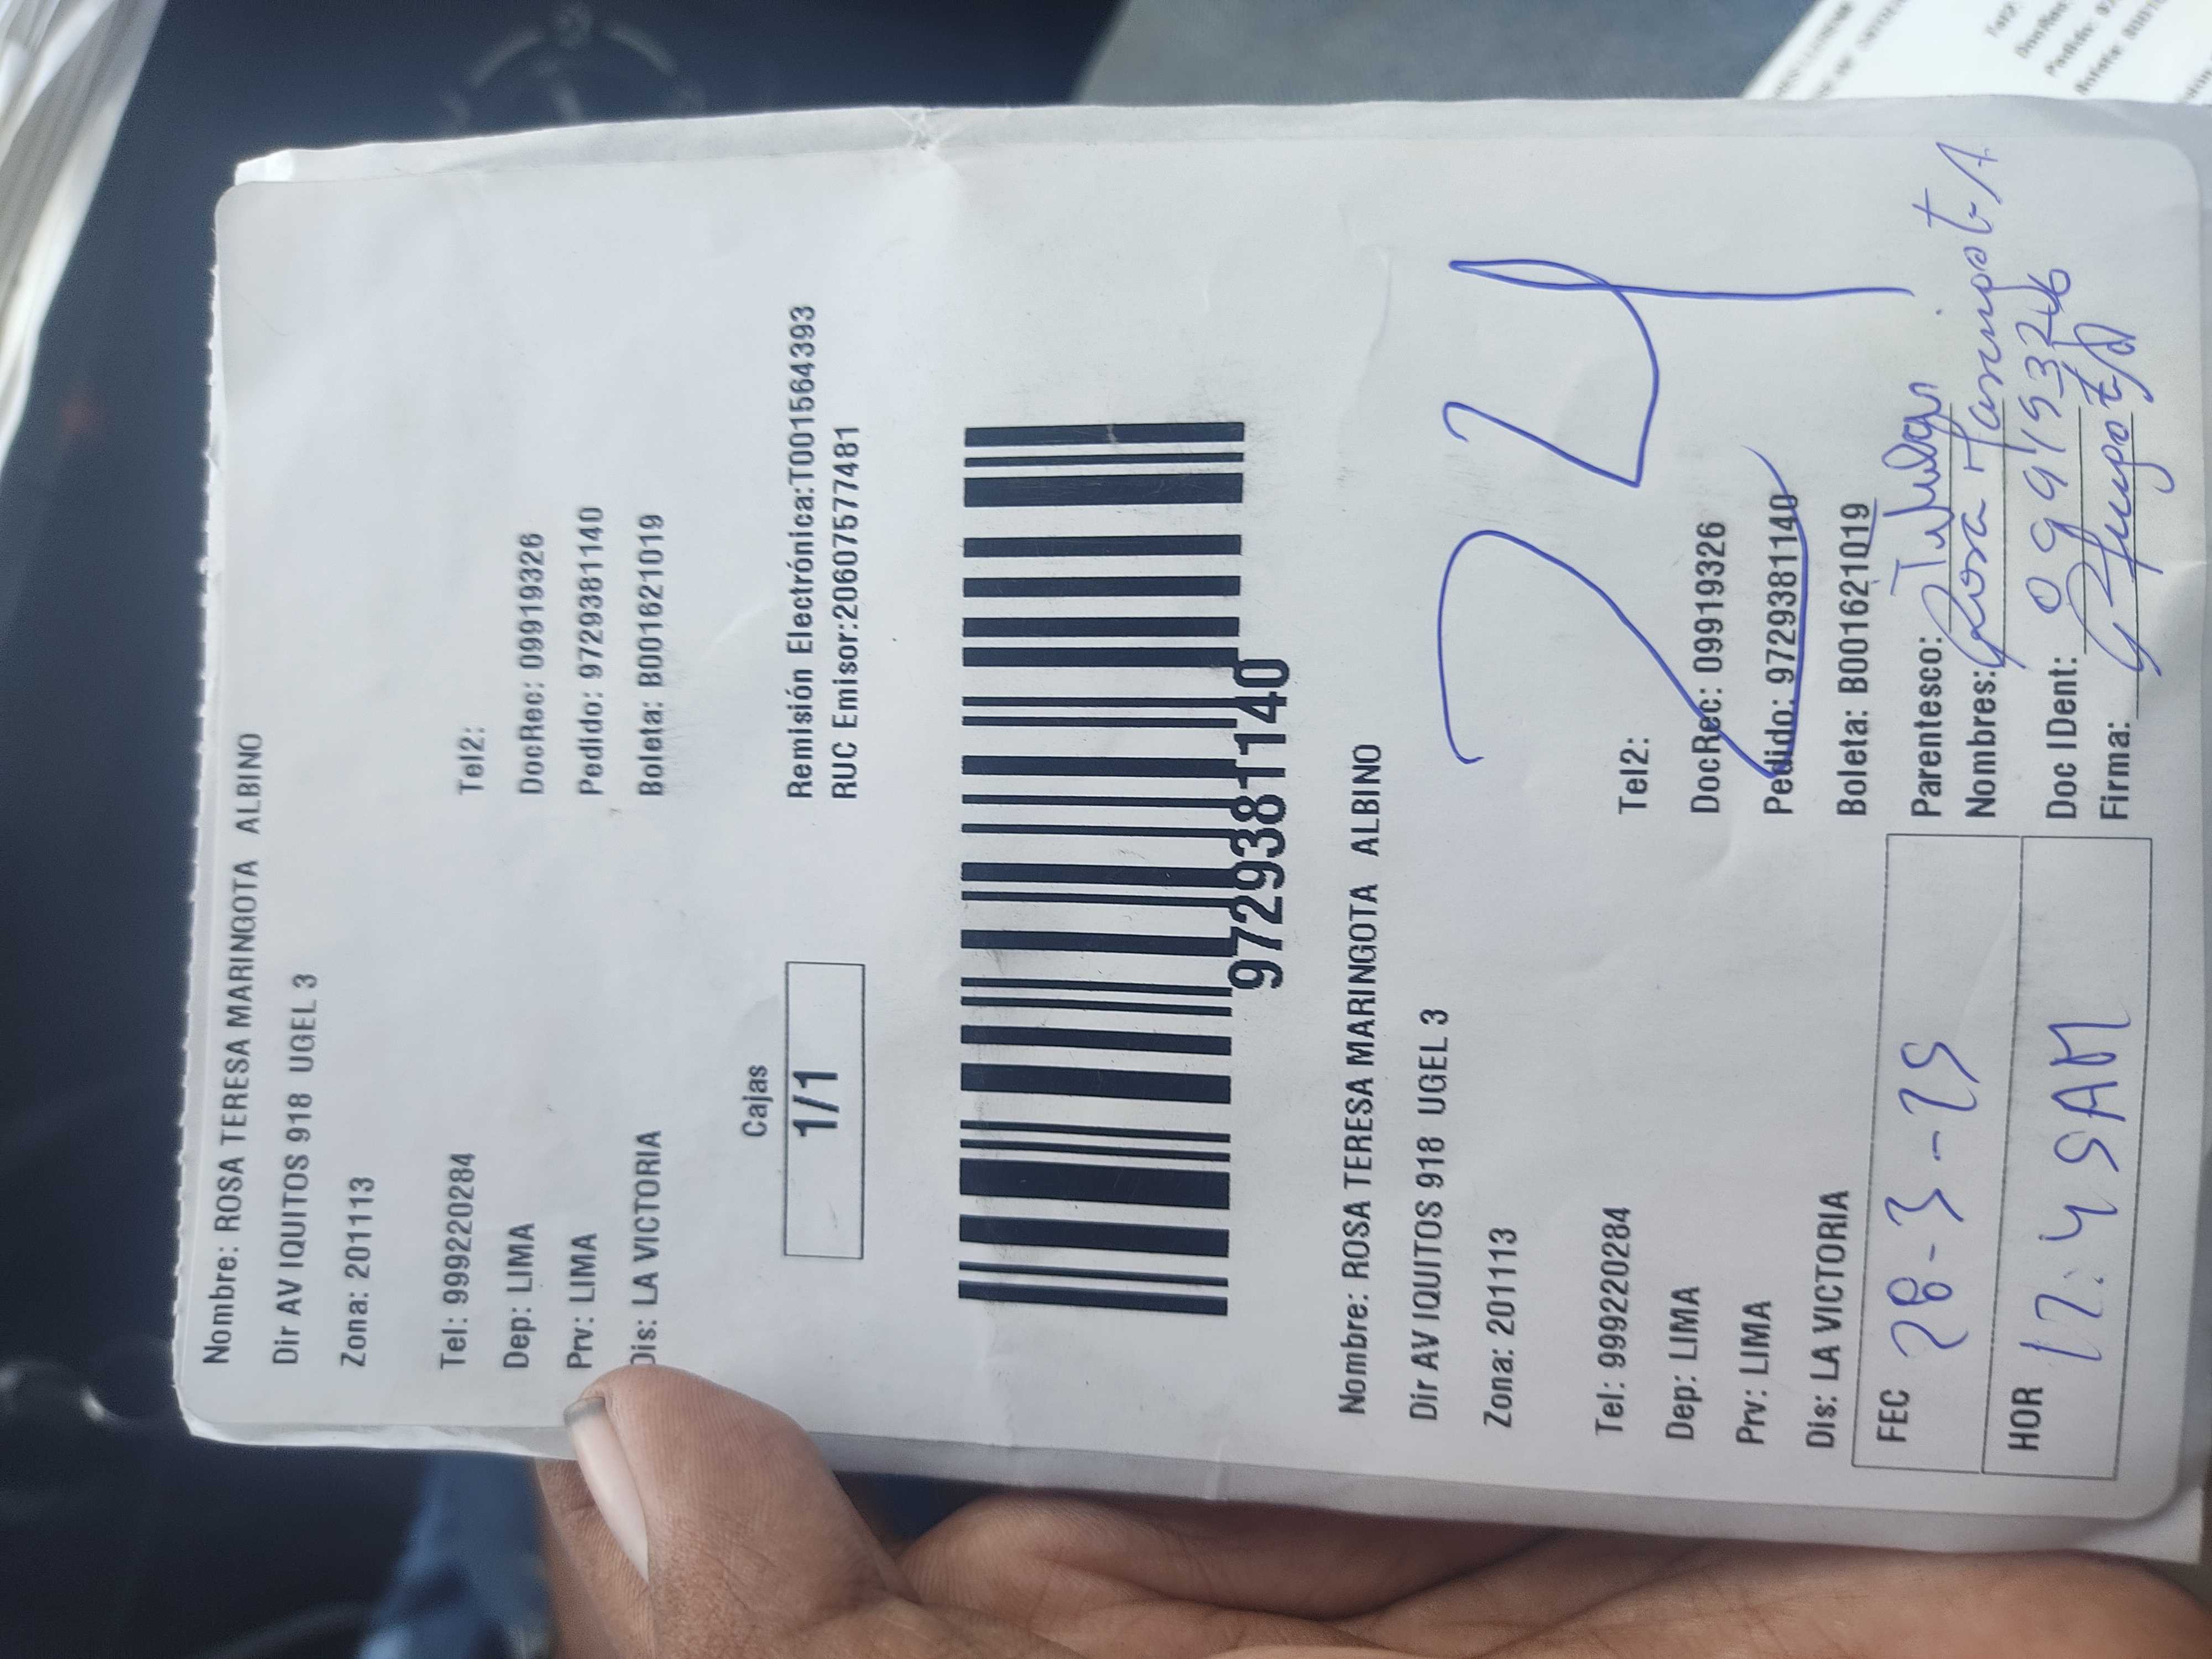 Nombre: ROSA TERESA MARINGOTA ALBINO
Dir AV IQUITOS 918 UGEL 3
Zona: 201113
Tel: 999220284 Tel2:
Dep: LIMA DocRec: 09919326
Prv: LIMA Pedido: 9729381140
Dis: LA VICTORIA Boleta: B001621019
Cajas
1/1
Remisión Electrónica:T001564393
RUC Emisor:20607577481
9729381140
Nombre: ROSA TERESA MARINGOTA ALBINO
Dir AV IQUITOS 918 UGEL 3
24
Zona: 201113
Tel: 999220284 Tel2:
Dep: LIMA DocRec: 09919326
Prv: LIMA Pedido: 9729381140
Dis: LA VICTORIA Boleta: B001621019
FEC 28-3-25
Parentesco: Titular
Nombres: Rosa Maringota A
HOR 12:45AM
Doc IDent: 09919326
Firma: